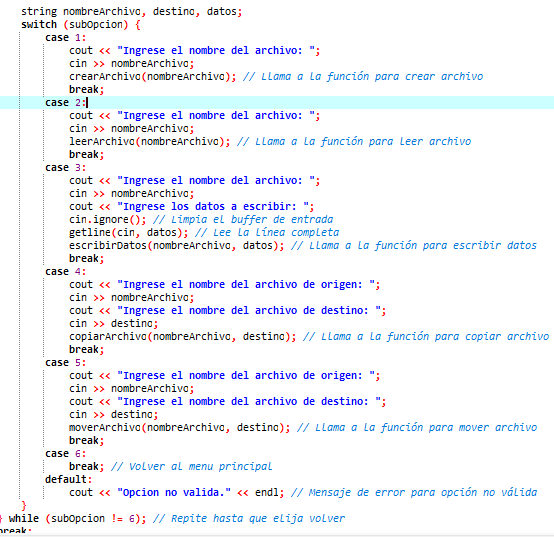 string nombreArchivo, destino, datos;
switch (subOpcion) {
case 1:
cout << "Ingrese el nombre del archivo: ";
cin >> nombreArchivo;
crearArchivo(nombreArchivo); // Llama a la función para crear archivo
break;
case 2:
cout << "Ingrese el nombre del archivo: ";
cin >> nombreArchivo;
leerArchivo(nombreArchivo); // Llama a la función para leer archivo
break;
case 3:
cout << "Ingrese el nombre del archivo: ";
cin >> nombreArchivo;
cout << "Ingrese los datos a escribir: ";
cin.ignore(); // Limpia el buffer de entrada
getline(cin, datos); // Lee la línea completa
escribirDatos(nombreArchivo, datos); // Llama a la función para escribir datos
break;
case 4:
cout << "Ingrese el nombre del archivo de origen: ";
cin >> nombreArchivo;
cout << "Ingrese el nombre del archivo de destino: ";
cin >> destino;
copiarArchivo(nombreArchivo, destino); // Llama a la función para copiar archivo
break;
case 5:
cout << "Ingrese el nombre del archivo de origen: ";
cin >> nombreArchivo;
cout << "Ingrese el nombre del archivo de destino: ";
cin >> destino;
moverArchivo(nombreArchivo, destino); // Llama a la función para mover archivo
break;
case 6:
break; // Volver al menu principal
default:
cout << "Opcion no valida." << endl; // Mensaje de error para opción no válida
}
} while (subOpcion != 6); // Repite hasta que elija volver
break: